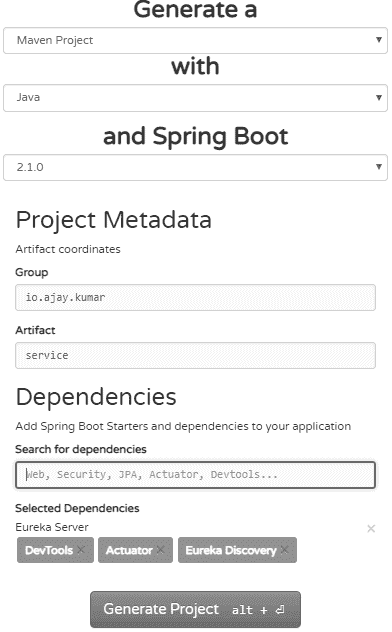 Generate a
Maven Project
with
Java
and Spring Boot
2.1.0
Project Metadata
Artifact coordinates
Group
io.ajay.kumar
Artifact
service
Dependencies
Add Spring Boot Starters and dependencies to your application
Search for dependencies
Web, Security, JPA, Actuator, Devtools...
Selected Dependencies
Eureka Server ×
DevTools × Actuator × Eureka Discovery ×
Generate Project alt + ⏎